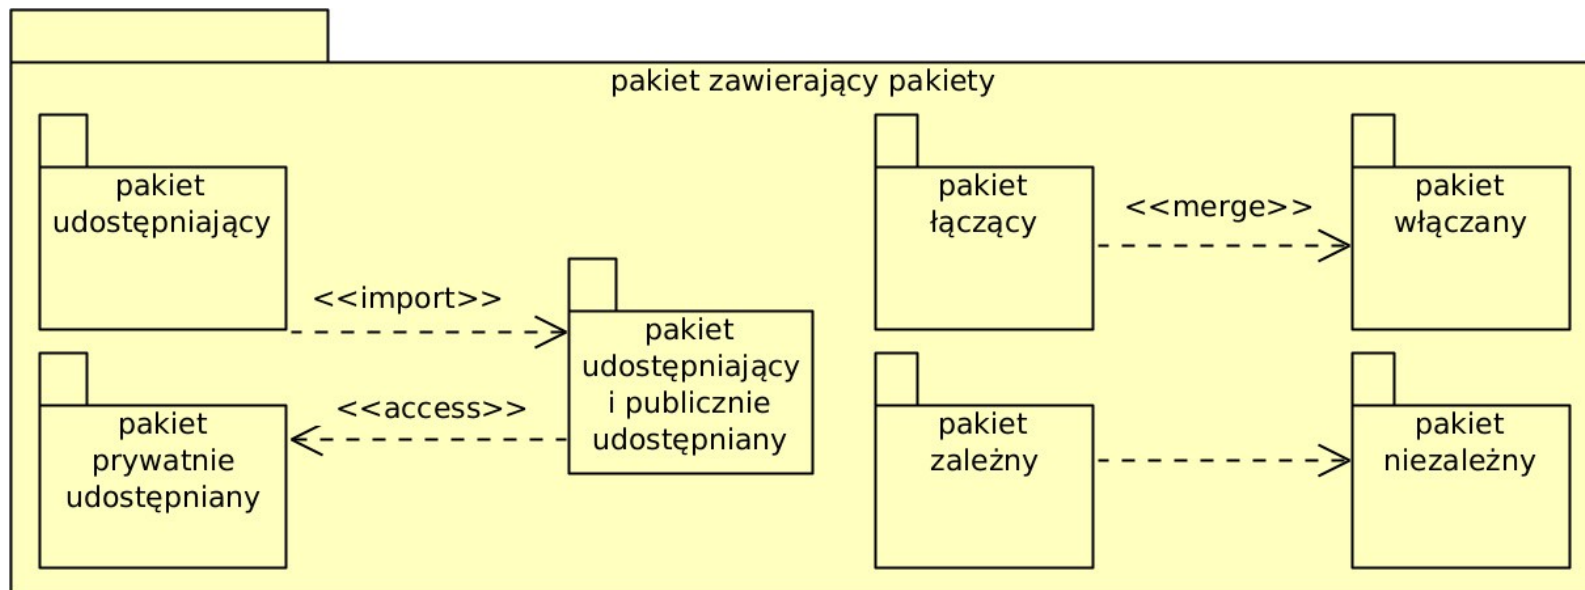 pakiet zawierający pakiety
pakiet
udostępniający
<<import>>
pakiet
udostępniający
i publicznie
udostępniany
<<access>>
pakiet
prywatnie
udostępniany
pakiet
łączący
<<merge>>
pakiet
włączany
pakiet
zależny
pakiet
niezależny